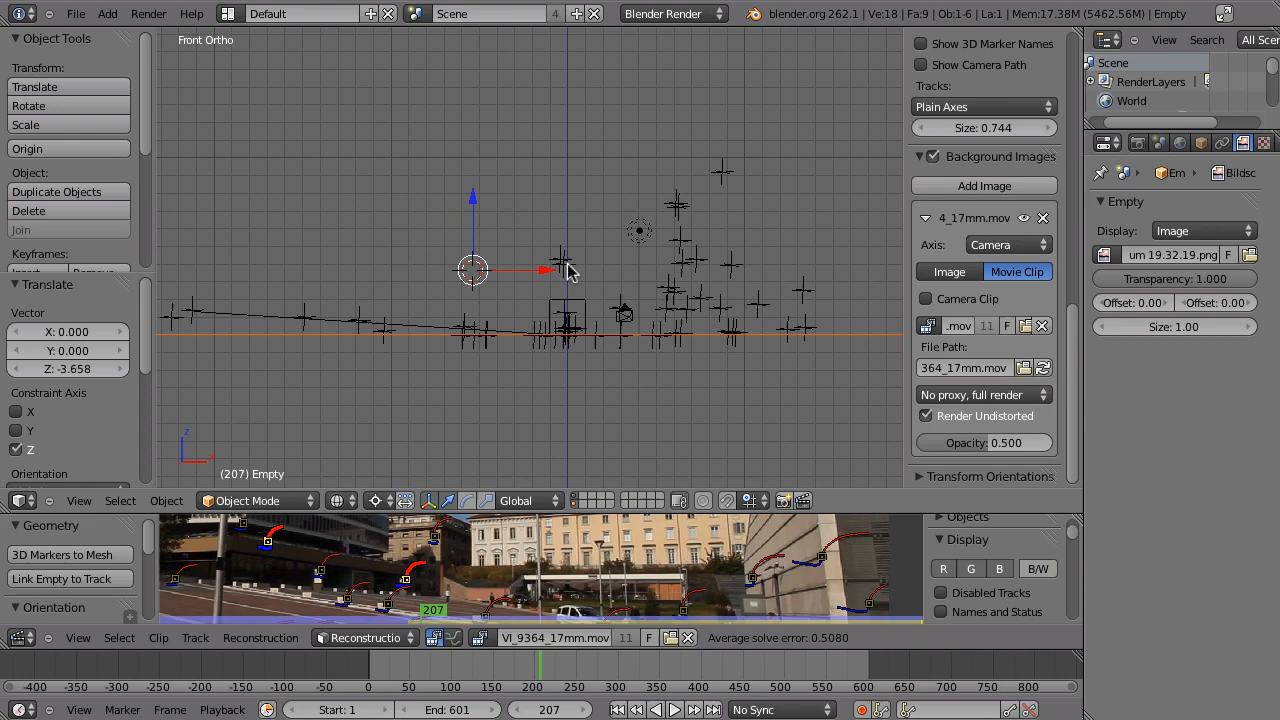 File Add Render Help Default Scene 4 Blender Render blender.org 262.1 | Ve:18 | Fa:9 | Ob:1-6 | La:1 | Mem:17.38M (5462.56M) | Empty
Object Tools
Transform:
Translate
Rotate
Scale
Origin
Object:
Duplicate Objects
Delete
Join
Keyframes:
Translate
Vector
X: 0.000
Y: 0.000
Z: -3.658
Constraint Axis
X
Y
Z
Orientation
Front Ortho
z
(207) Empty
Show 3D Marker Names
Show Camera Path
Tracks:
Plain Axes
Size: 0.744
Background Images
Add Image
4_17mm.mov
Axis: Camera
Image Movie Clip
Camera Clip
.mov 11 F
File Path:
364_17mm.mov
No proxy, full render
Render Undistorted
Opacity: 0.500
Transform Orientations
View Search All Scen
Scene
RenderLayers
World
Em Bildsc
Empty
Display: Image
um 19.32.19.png F
Transparency: 1.000
Offset: 0.00 Offset: 0.00
Size: 1.00
View Select Object Object Mode Global
Geometry
3D Markers to Mesh
Link Empty to Track
Orientation
207
Objects
Display
R G B B/W
Disabled Tracks
Names and Status
View Select Clip Track Reconstruction Reconstructio VI_9364_17mm.mov 11 F Average solve error: 0.5080
-400 -350 -300 -250 -200 -150 -100 -50 0 50 100 150 200 250 300 350 400 450 500 550 600 650 700 750 800
View Marker Frame Playback Start: 1 End: 601 207 No Sync